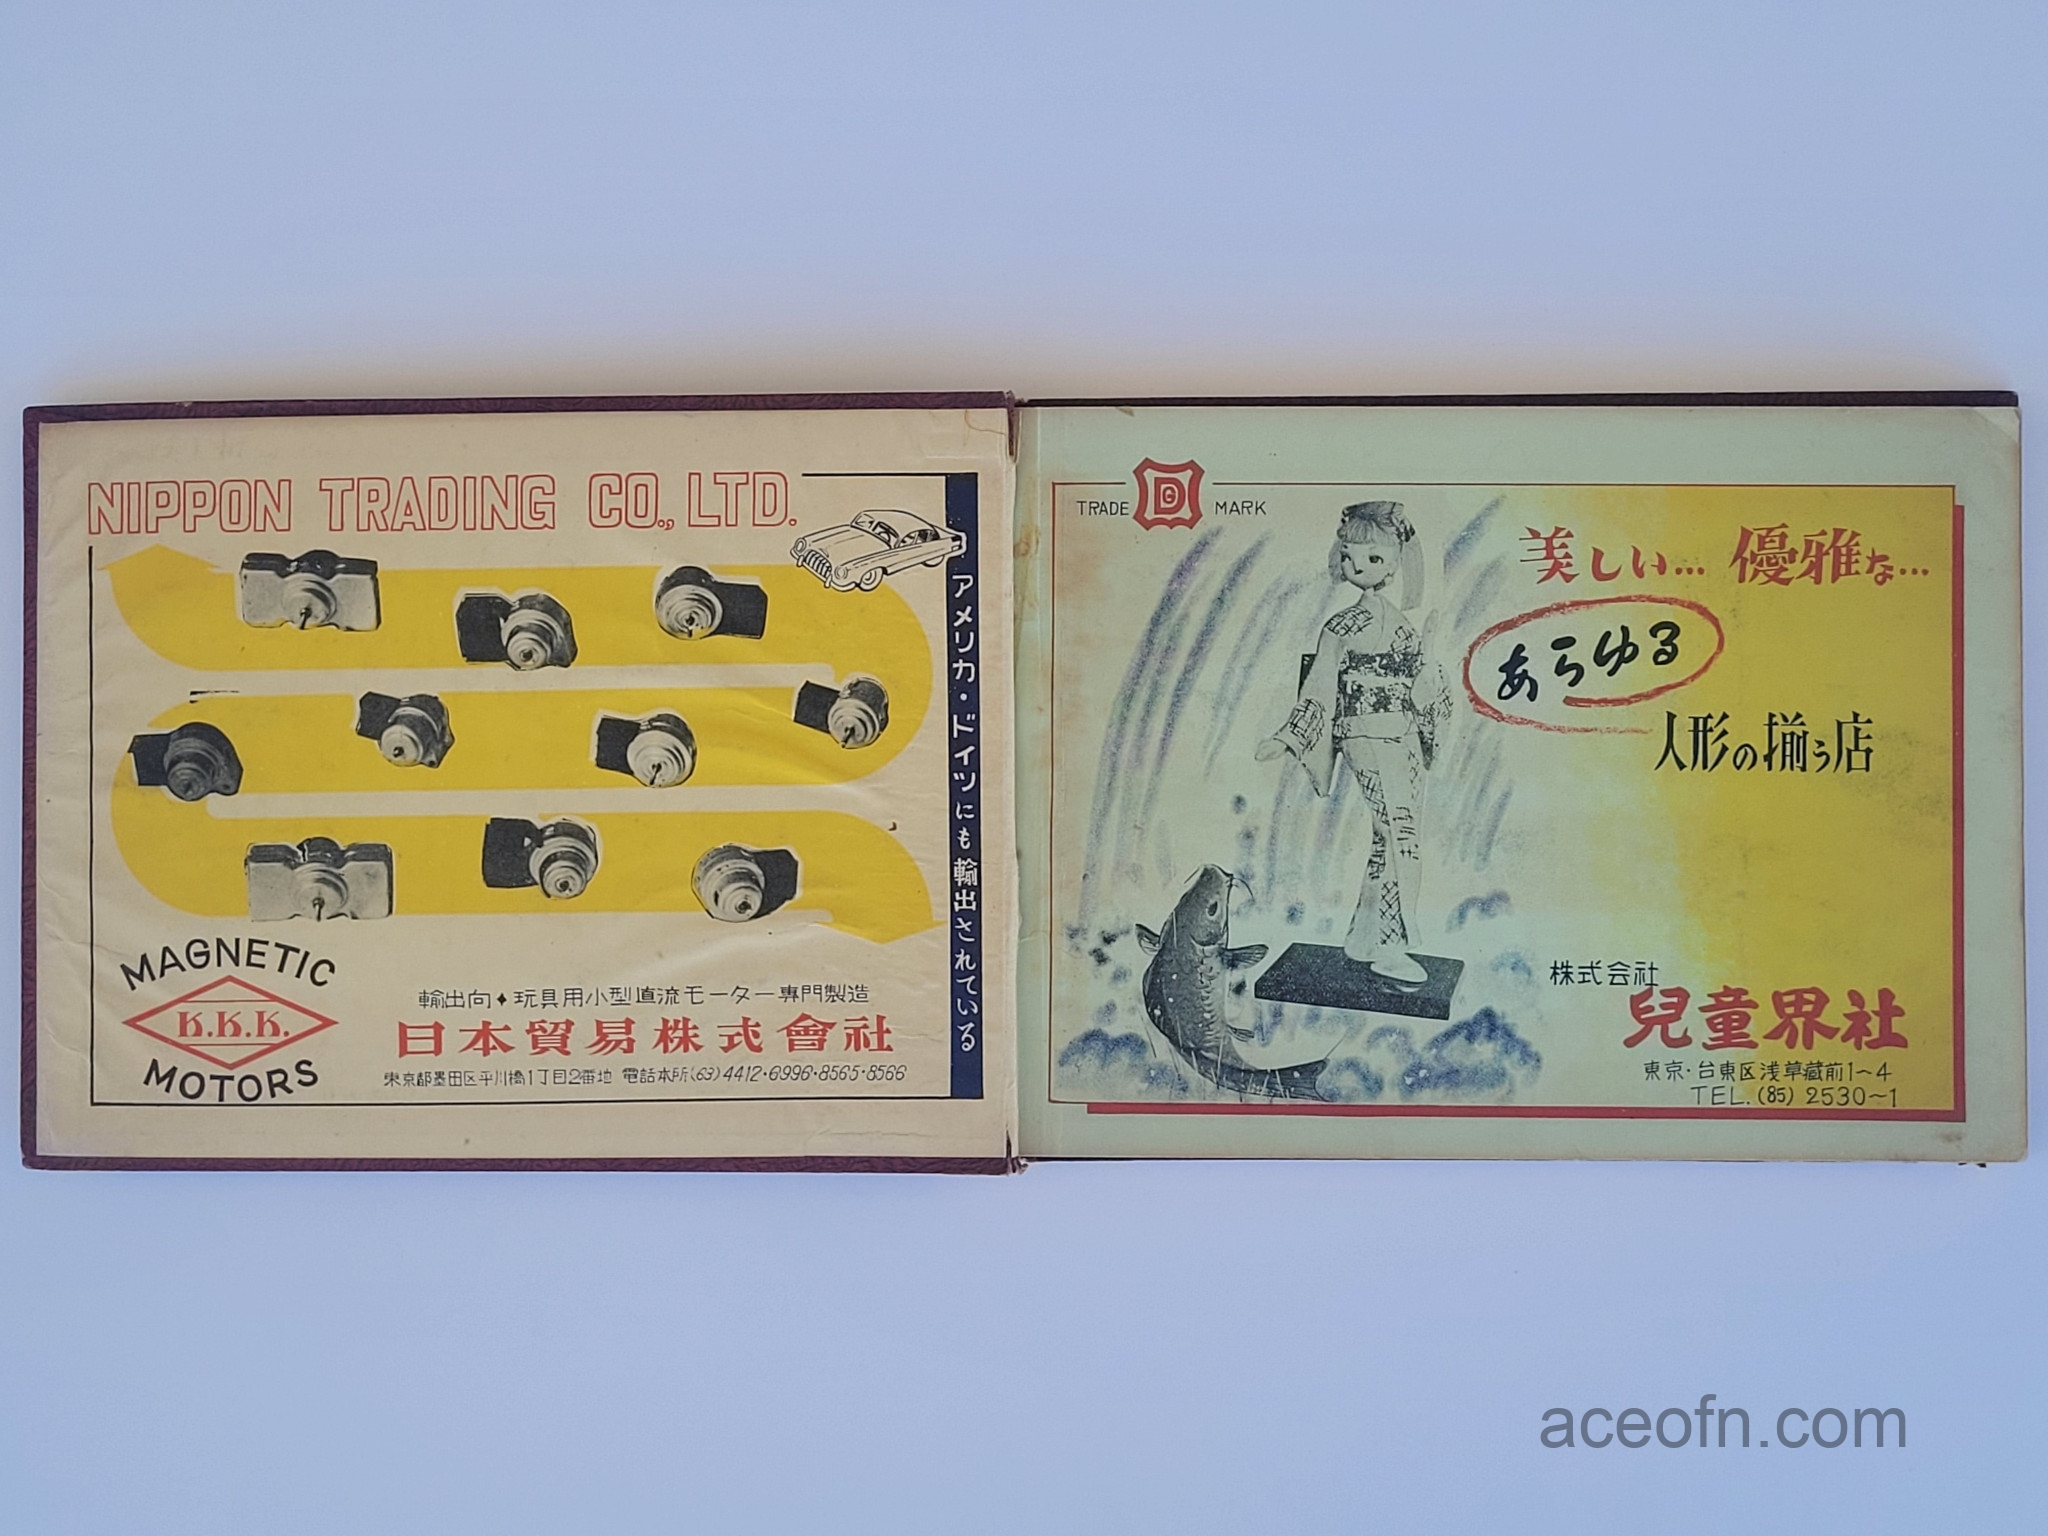 NIPPON TRADING CO., LTD.
アメリカ・ドイツにも輸出されている
MAGNETIC
K.K.K.
MOTORS
輸出向♦玩具用小型直流モーター専門製造
日本貿易株式會社
東京都墨田区平川橋1丁目2番地 電話本所(63)4412・6996・8565・8566
TRADE MARK
美しい… 優雅な…
あらゆる
人形の揃う店
株式会社
兒童界社
東京・台東区浅草蔵前1~4
TEL.(85)2530~1
aceofn.com